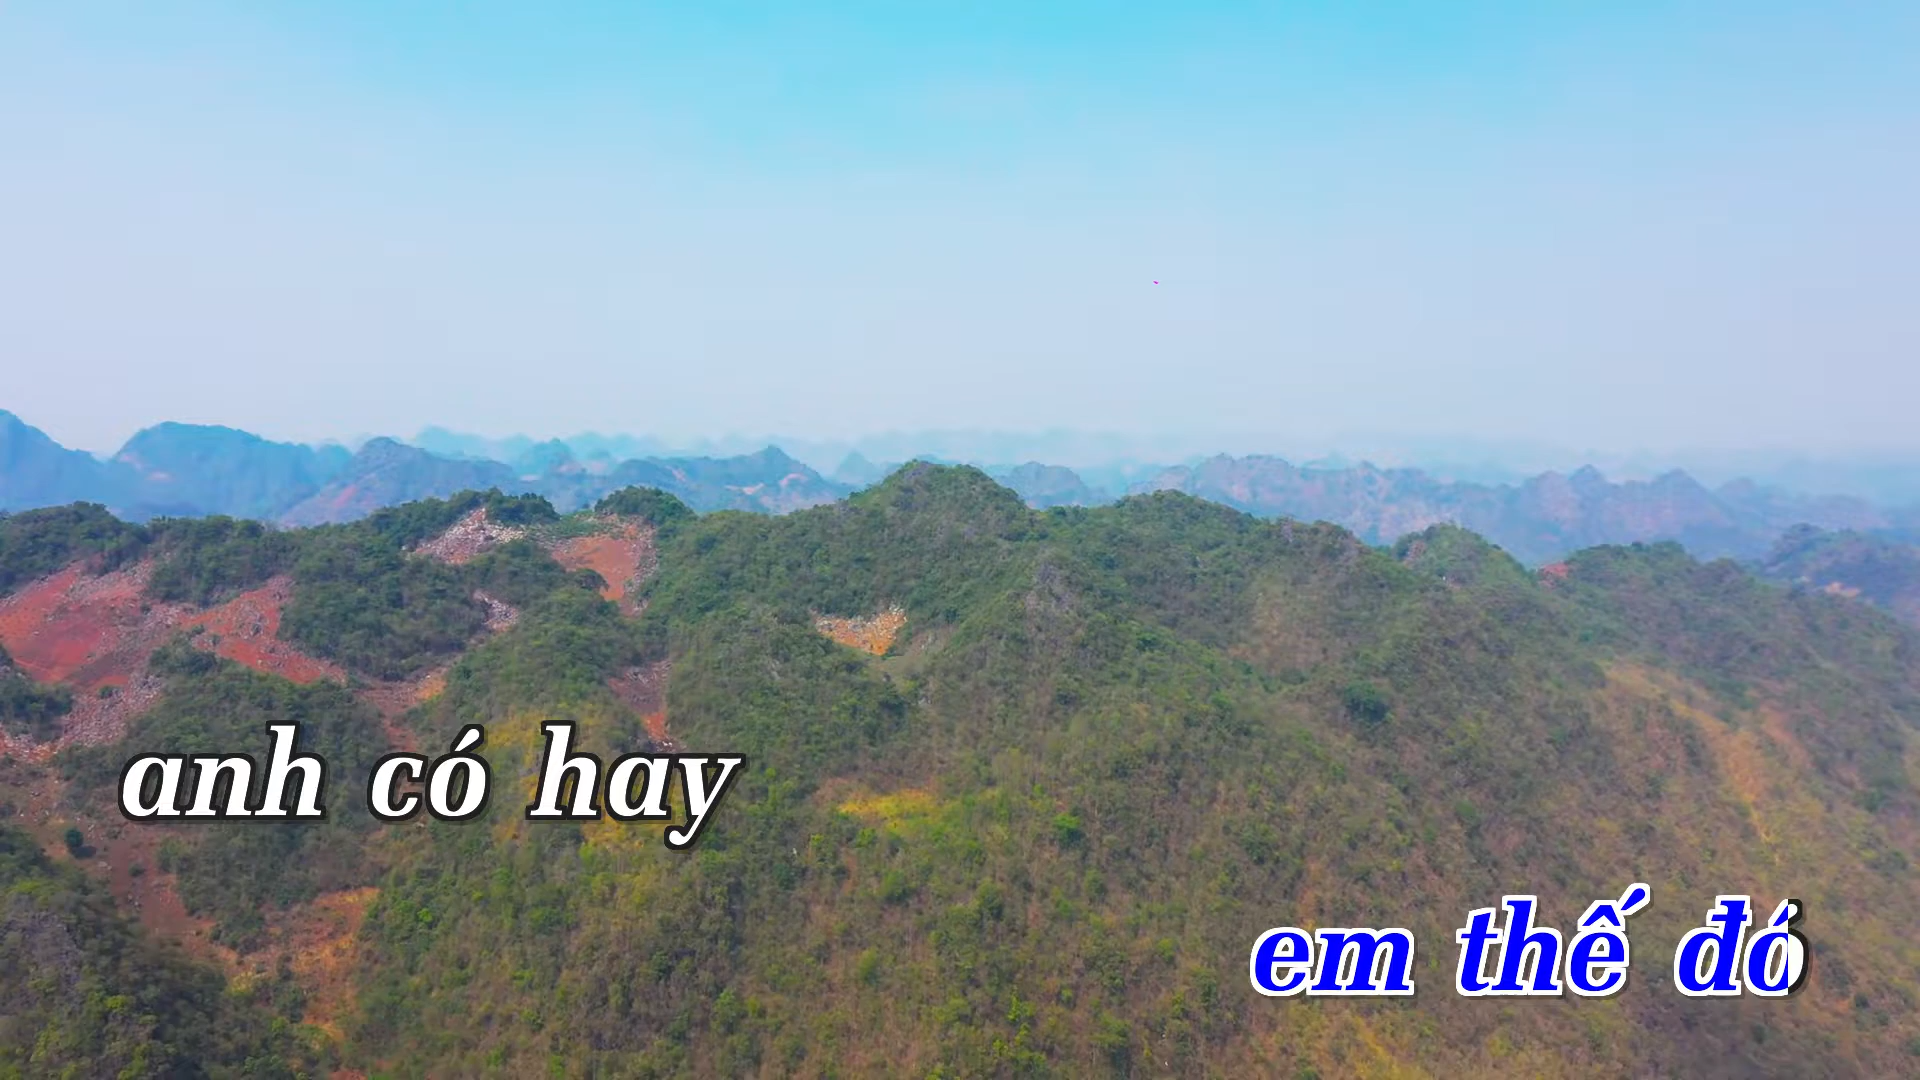 anh có hay
em thế đó